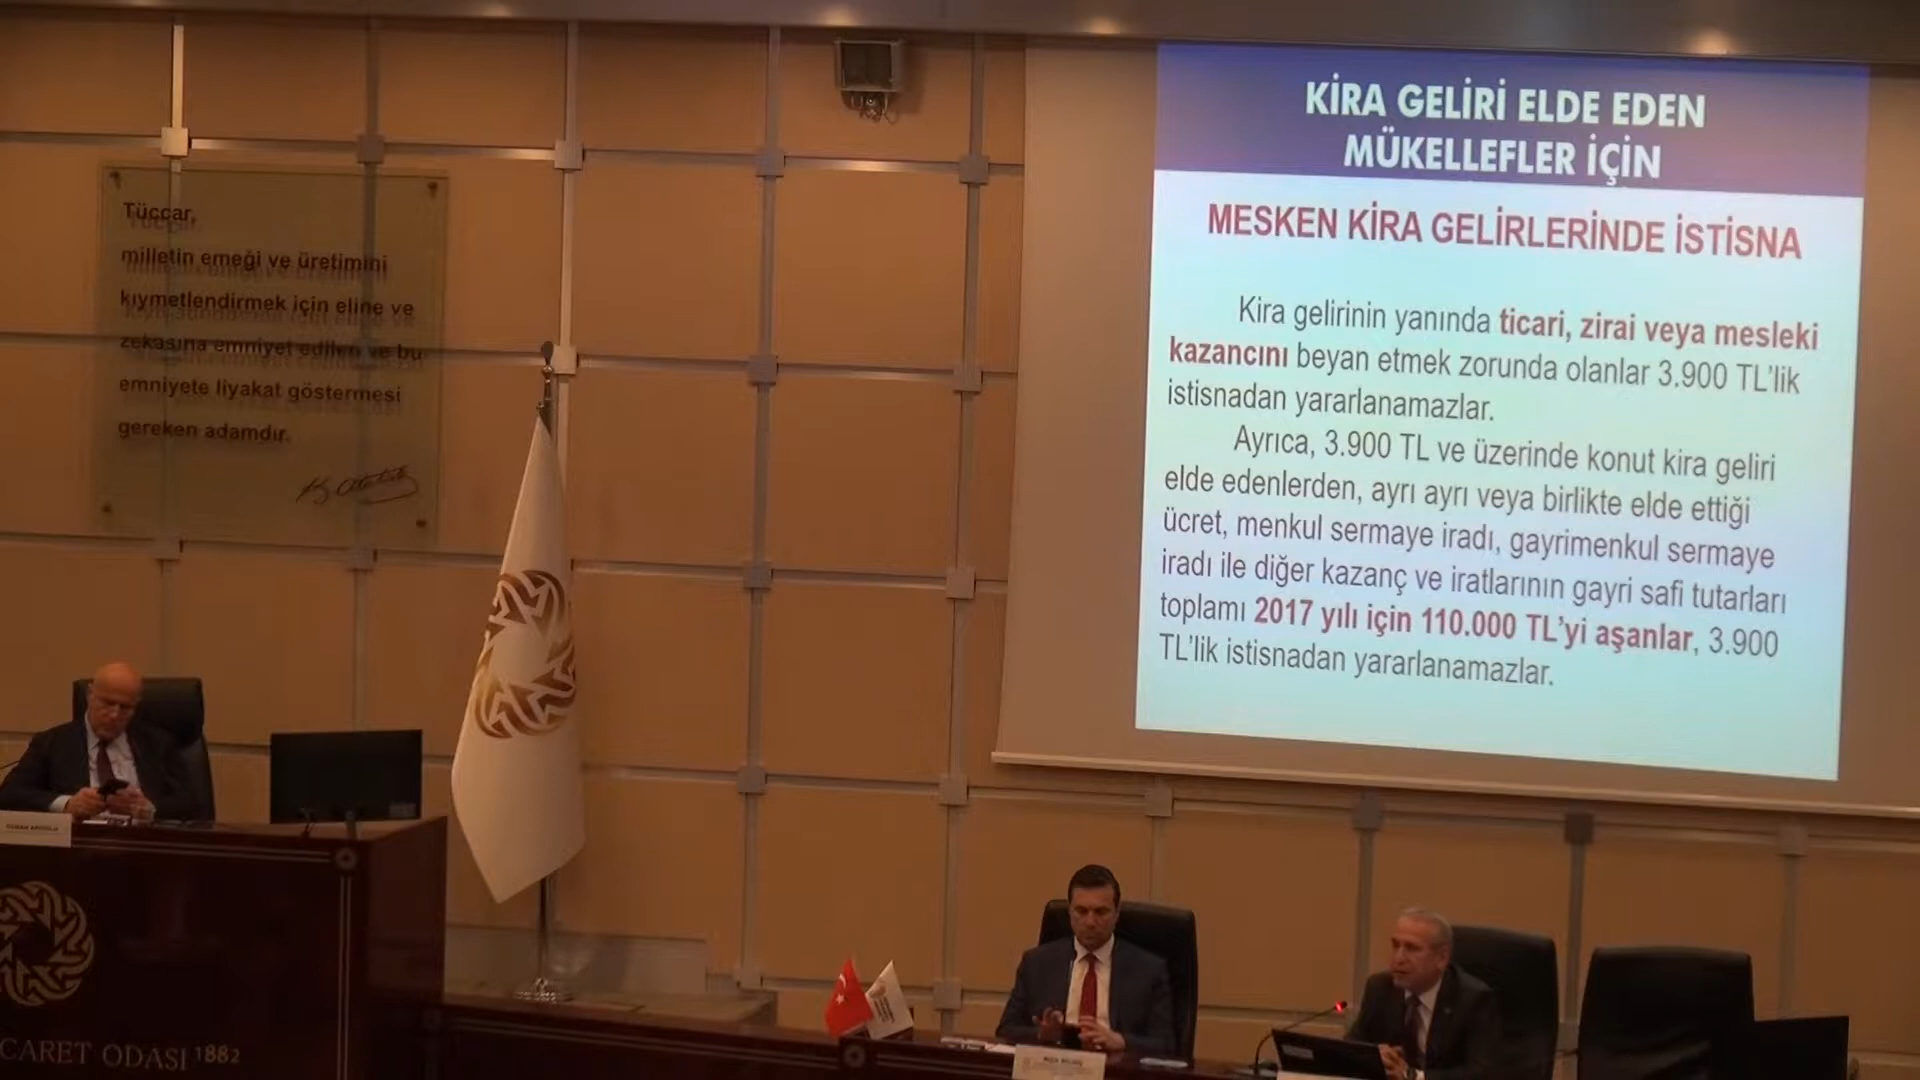 KİRA GELİRİ ELDE EDEN
MÜKELLEFLER İÇİN
MESKEN KİRA GELİRLERİNDE İSTİSNA
Kira gelirinin yanında ticari, zirai veya mesleki
kazancını beyan etmek zorunda olanlar 3.900 TL'lik
istisnadan yararlanamazlar.
Ayrıca, 3.900 TL ve üzerinde konut kira geliri
elde edenlerden, ayrı ayrı veya birlikte elde ettiği
ücret, menkul sermaye iradı, gayrimenkul sermaye
iradı ile diğer kazanç ve iratlarının gayri safi tutarları
toplamı 2017 yılı için 110.000 TL'yi aşanlar, 3.900
TL'lik istisnadan yararlanamazlar.
Tüccar,
milletin emeği ve üretimini
kıymetlendirmek için eline ve
zekasına emniyet edilen ve bu
emniyete liyakat göstermesi
gereken adamdır.
K. Atatürk
CARET ODASI 1882